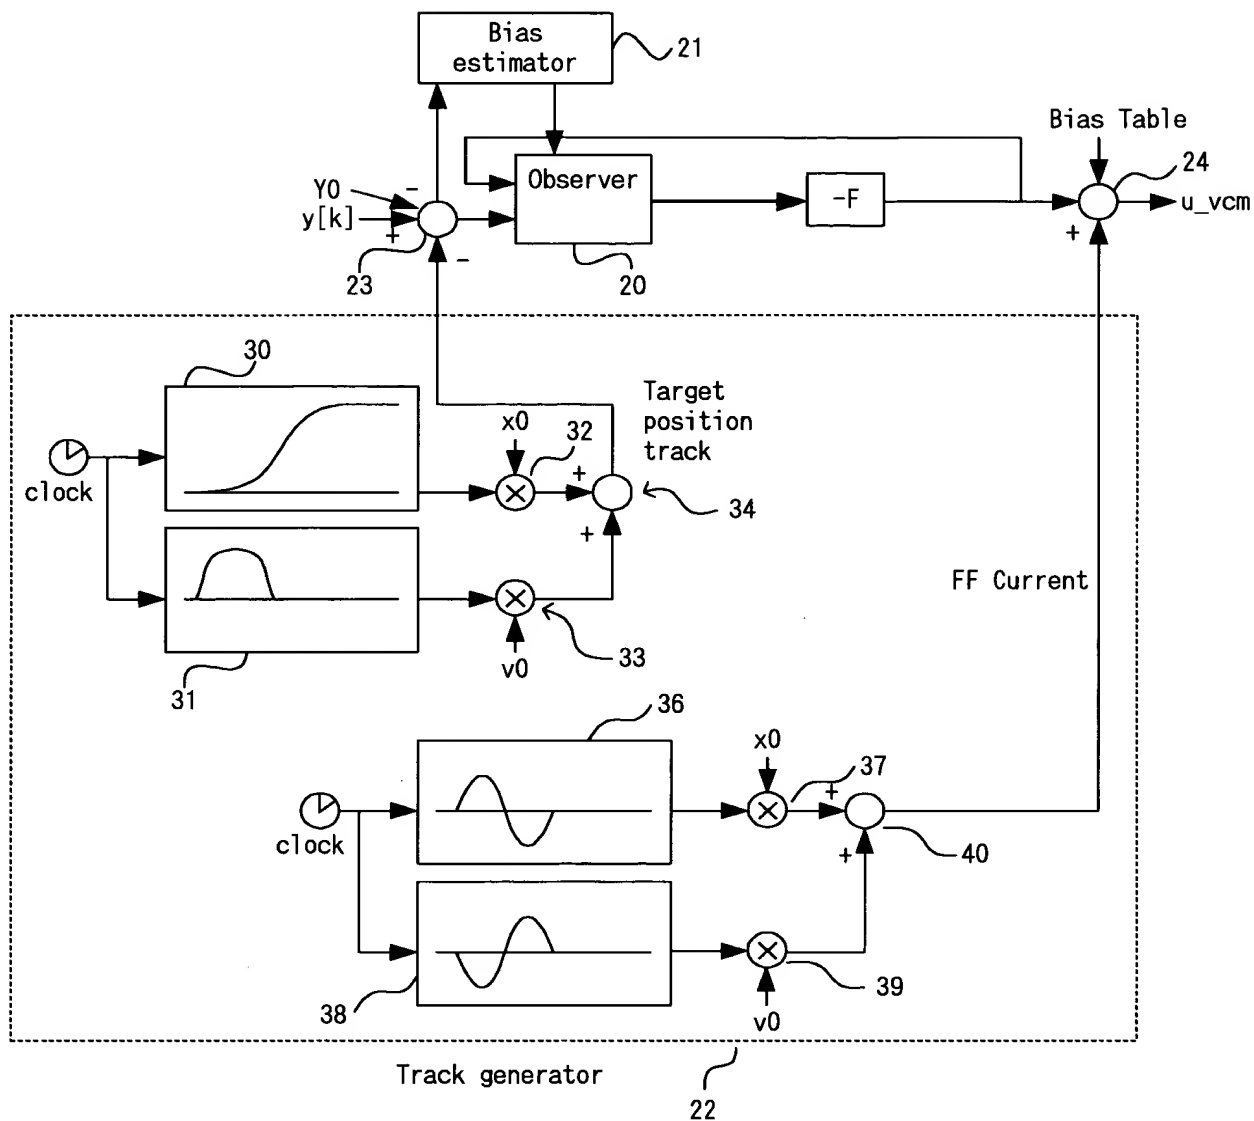 Bias
estimator
21
Bias Table
24
Y0
-
y[k]
+
23
-
Observer
20
-F
+
u_vcm
30
clock
x0
32
+
Target
position
track
34
+
33
v0
31
FF Current
36
clock
x0
37
+
40
+
38
39
v0
Track generator
22